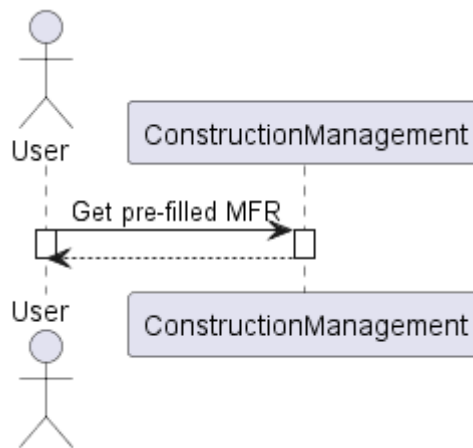 User
ConstructionManagement
Get pre-filled MFR
User
ConstructionManagement